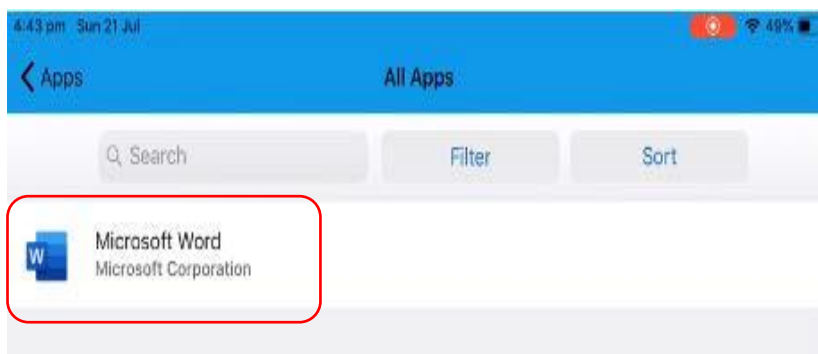 4:43 pm Sun 21 Jul 49%
Apps All Apps
Search Filter Sort
W
Microsoft Word
Microsoft Corporation